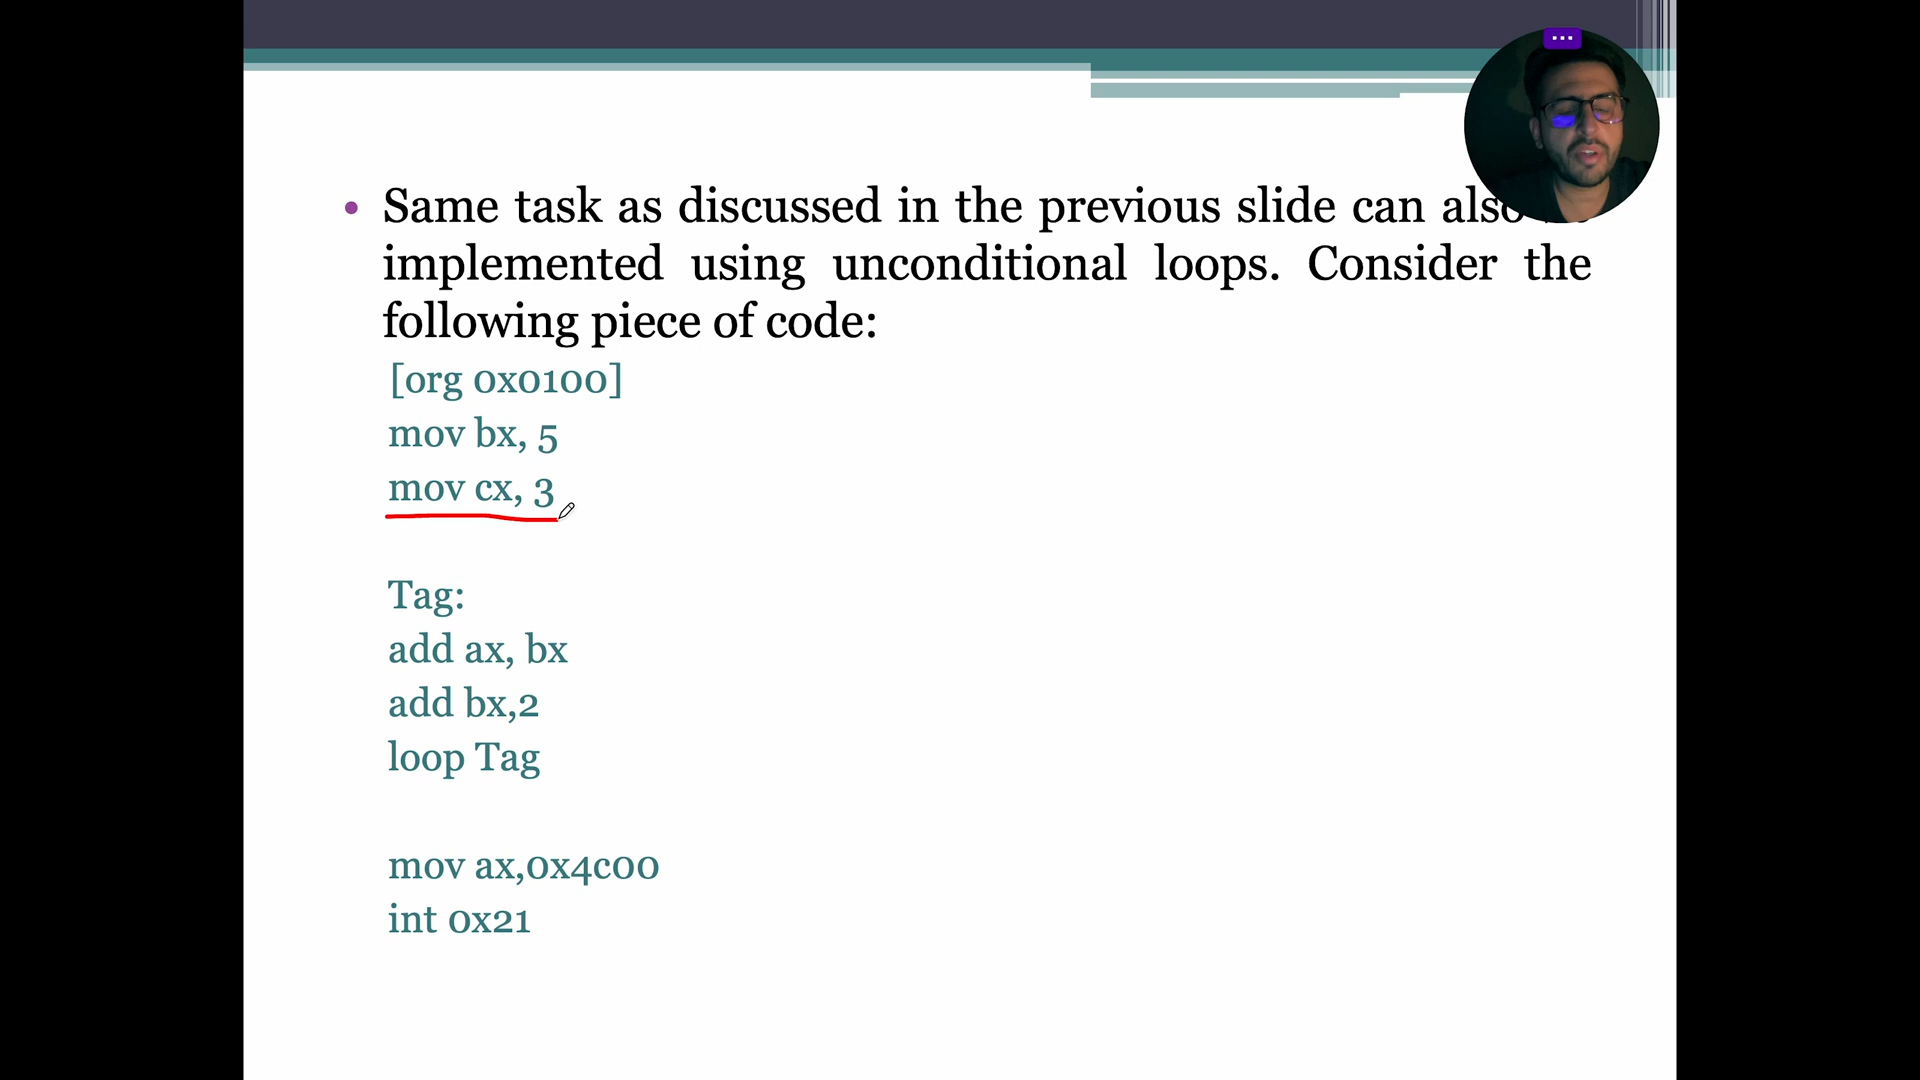 • Same task as discussed in the previous slide can also
implemented using unconditional loops. Consider the
following piece of code:
[org 0x0100]
mov bx, 5
mov cx, 3
Tag:
add ax, bx
add bx,2
loop Tag
mov ax,0x4c00
int 0x21